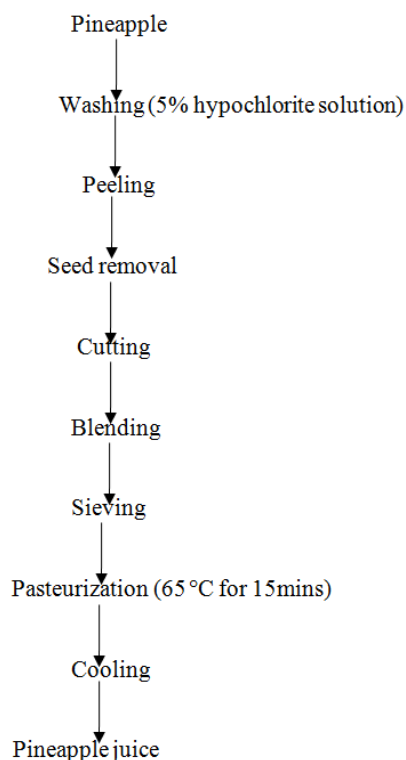 Pineapple
Washing (5% hypochlorite solution)
Peeling
Seed removal
Cutting
Blending
Sieving
Pasteurization (65 °C for 15mins)
Cooling
Pineapple juice